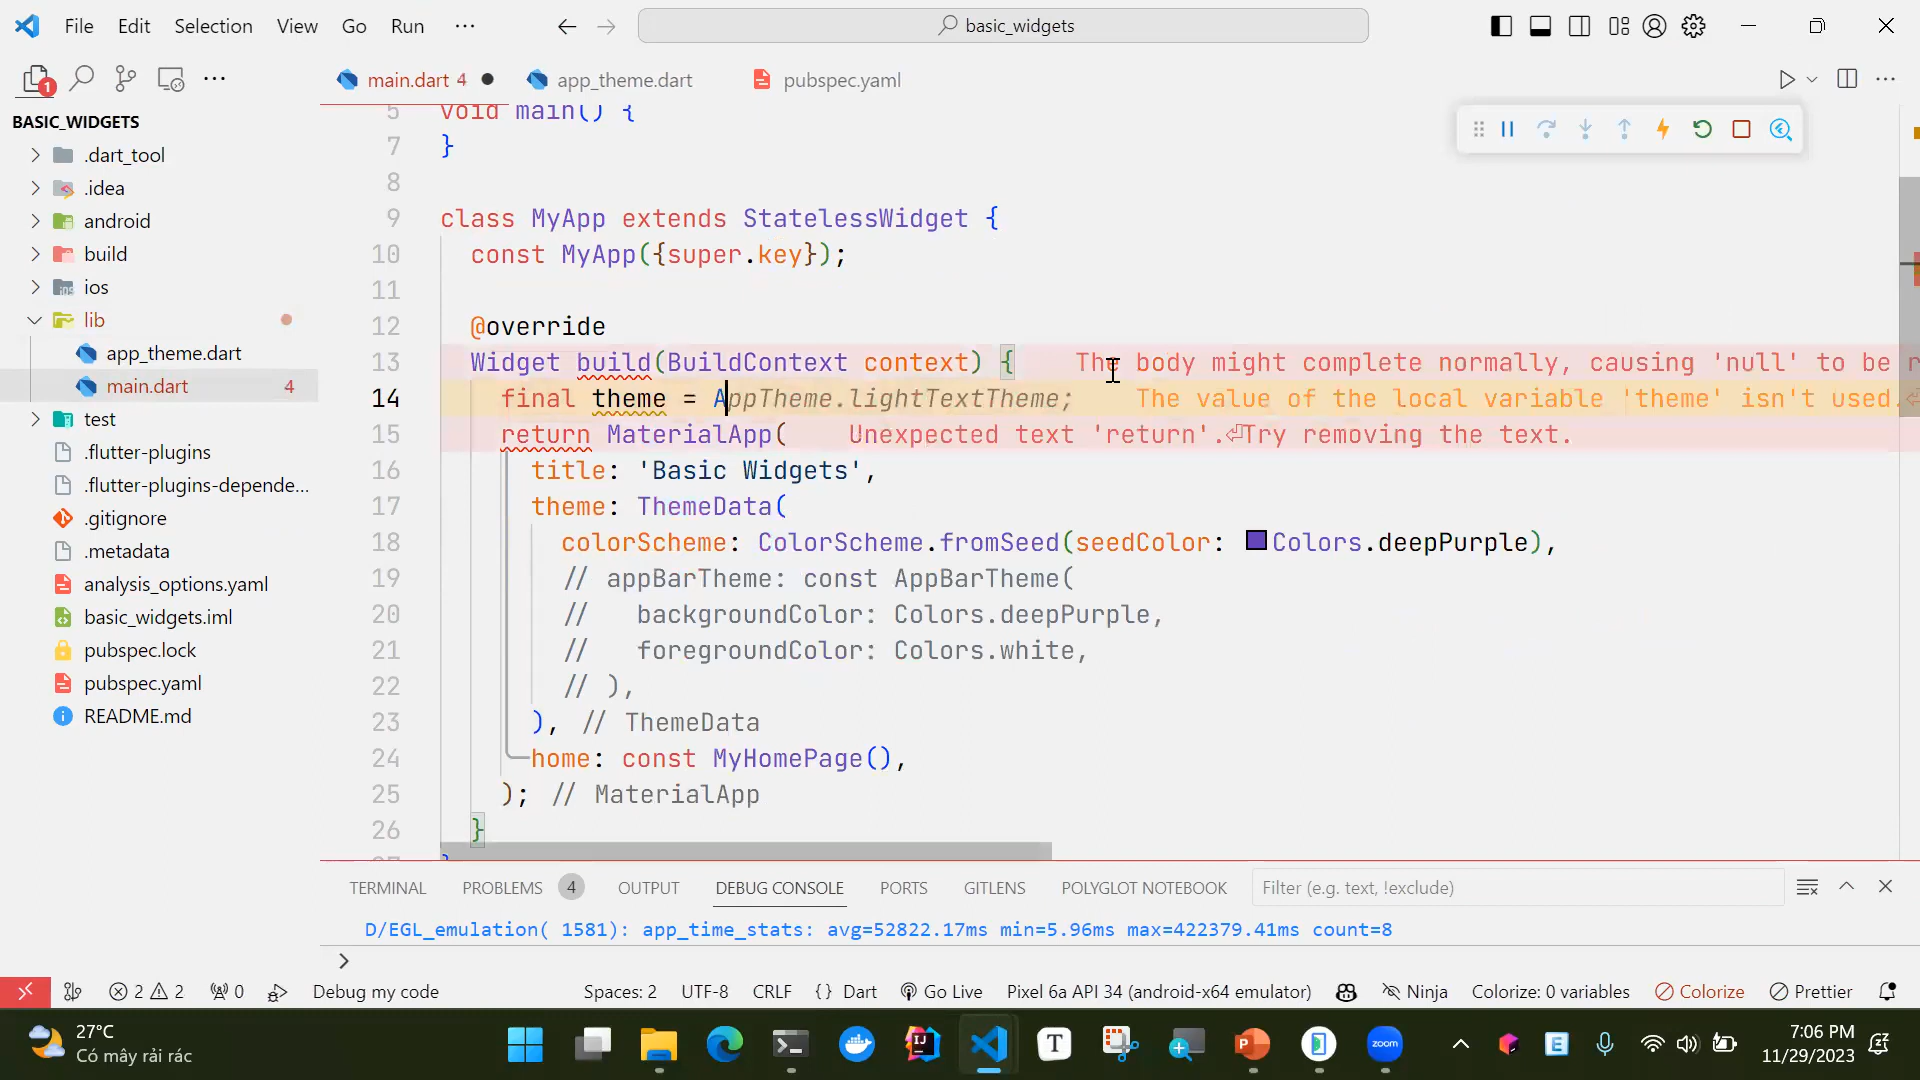 File Edit Selection View Go Run ··· basic_widgets
main.dart 4 app_theme.dart pubspec.yaml
1
BASIC_WIDGETS
.dart_tool
.idea
android
build
ios
lib
app_theme.dart
main.dart 4
test
.flutter-plugins
.flutter-plugins-depende...
.gitignore
.metadata
analysis_options.yaml
basic_widgets.iml
pubspec.lock
pubspec.yaml
README.md
5 void main() {
7 }
8
9 class MyApp extends StatelessWidget {
10 const MyApp({super.key});
11
12 @override
13 Widget build(BuildContext context) { The body might complete normally, causing 'null' to be r
14 final theme = AppTheme.lightTextTheme; The value of the local variable 'theme' isn't used.⏎
15 return MaterialApp( Unexpected text 'return'.⏎Try removing the text.
16 title: 'Basic Widgets',
17 theme: ThemeData(
18 colorScheme: ColorScheme.fromSeed(seedColor: Colors.deepPurple),
19 // appBarTheme: const AppBarTheme(
20 // backgroundColor: Colors.deepPurple,
21 // foregroundColor: Colors.white,
22 // ),
23 ), // ThemeData
24 home: const MyHomePage(),
25 ); // MaterialApp
26 }
TERMINAL PROBLEMS 4 OUTPUT DEBUG CONSOLE PORTS GITLENS POLYGLOT NOTEBOOK Filter (e.g. text, !exclude)
D/EGL_emulation( 1581): app_time_stats: avg=52822.17ms min=5.96ms max=422379.41ms count=8
>
2 2 0 Debug my code Spaces: 2 UTF-8 CRLF {} Dart Go Live Pixel 6a API 34 (android-x64 emulator) Ninja Colorize: 0 variables Colorize Prettier
27°C
Có mây rải rác
T
zoom
7:06 PM
11/29/2023